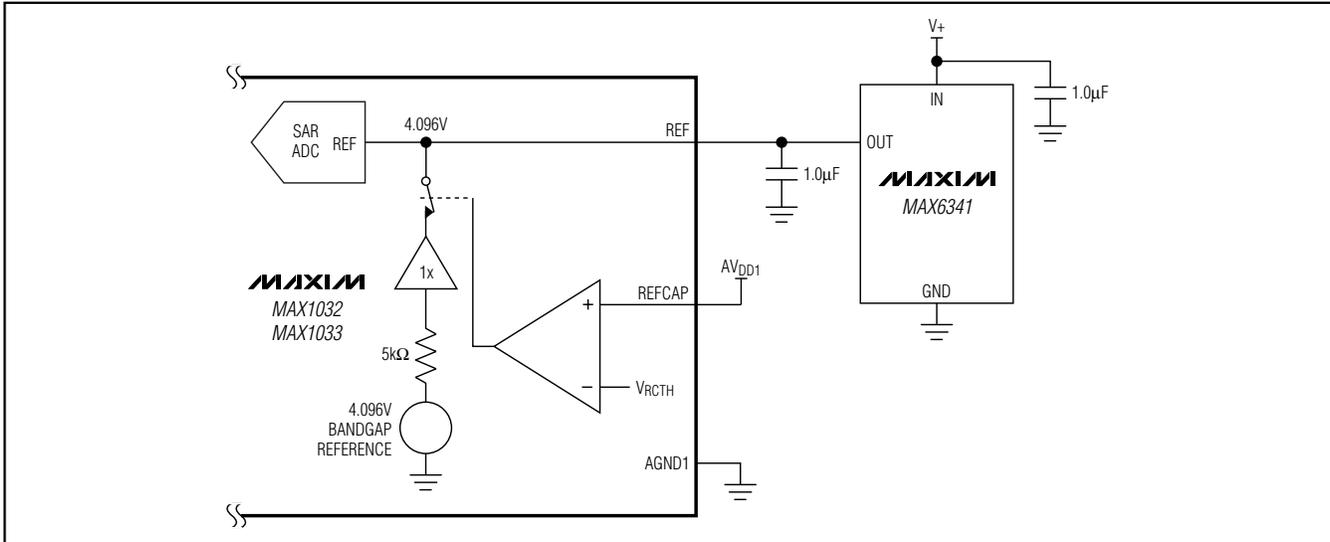 V+
IN
1.0µF
SAR
ADC
REF
4.096V
REF
OUT
1.0µF
MAXIM
MAX6341
GND
MAXIM
MAX1032
MAX1033
1x
AVDD1
REFCAP
+
5kΩ
−
VRCTH
4.096V
BANDGAP
REFERENCE
AGND1